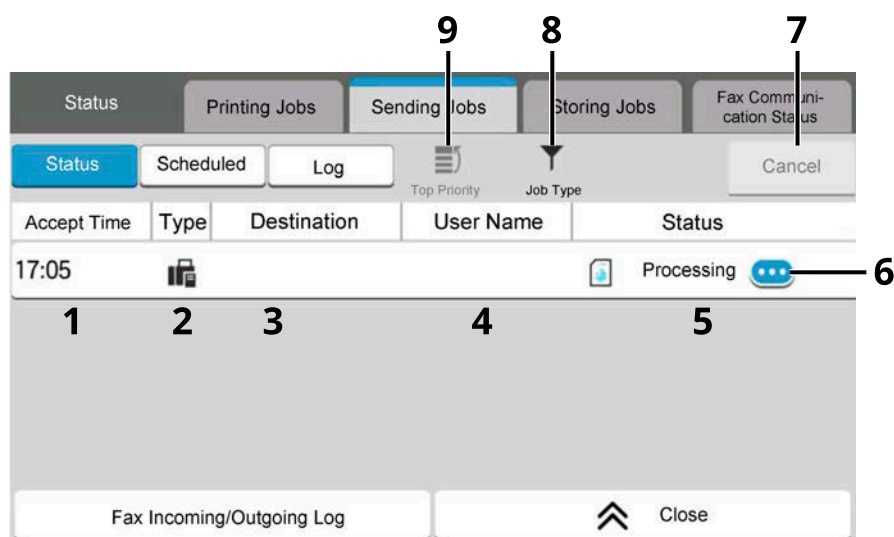 9 8 7
Status Printing Jobs Sending Jobs Storing Jobs Fax Communi-
cation Status
Status Scheduled Log Top Priority Job Type Cancel
Accept Time Type Destination User Name Status
17:05 Processing 6
1 2 3 4 5
Fax Incoming/Outgoing Log Close